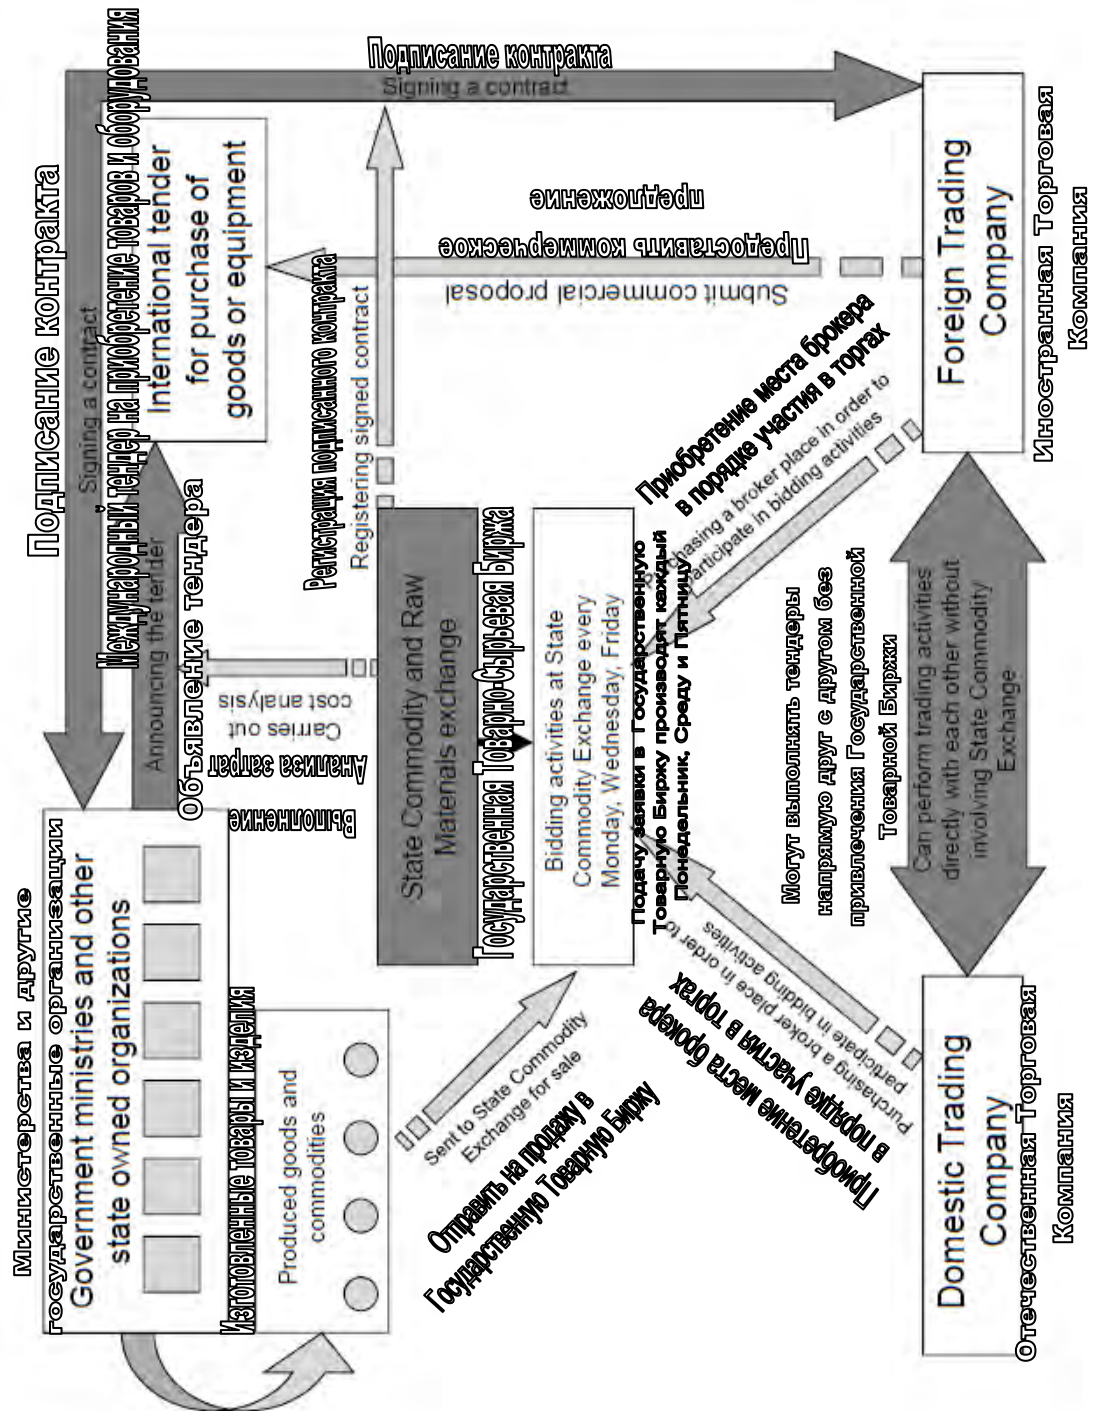 Министерства и другие
государственные организации
Government ministries and other
state owned organizations
Изготовленные товары и изделия
Produced goods and
commodities
Подписание контракта
Signing a contract
Объявление тендера
Announcing the tender
Международный тендер на приобретение товаров и оборудования
International tender
for purchase of
goods or equipment
Подписание контракта
Signing a contract
Выполнение
Анализа затрат
Carries out
cost analysis
Регистрация подписаного контракта
Registering signed contract
Предоставить коммерческое
предложение
Submit commercial proposal
State Commodity and Raw
Materials exchange
Государственная Товарно-Сырьевая Биржа
Bidding activities at State
Commodity Exchange every
Monday, Wednesday, Friday
Подачу заявки в Государственную
Товарную Биржу производят каждый
Понедельник, Среду и Пятницу
Sent to State Commodity
Exchange for sale
Отправить на продажу в
Государственную Товарную Биржу
Purchasing a broker place in order to
participate in bidding activities
Приобретение места брокера
в порядке участия в торгах
Приобретение места брокера
в порядке участия в торгах
Purchasing a broker place in order to
participate in bidding activities
Могут выполнять тендеры
напрямую друг с другом без
привлечения Государственной
Товарной Биржи
Can perform trading activities
directly with each other without
involving State Commodity
Exchange
Domestic Trading
Company
Отечественная Торговая
Компания
Foreign Trading
Company
Иностранная Торговая
Компания